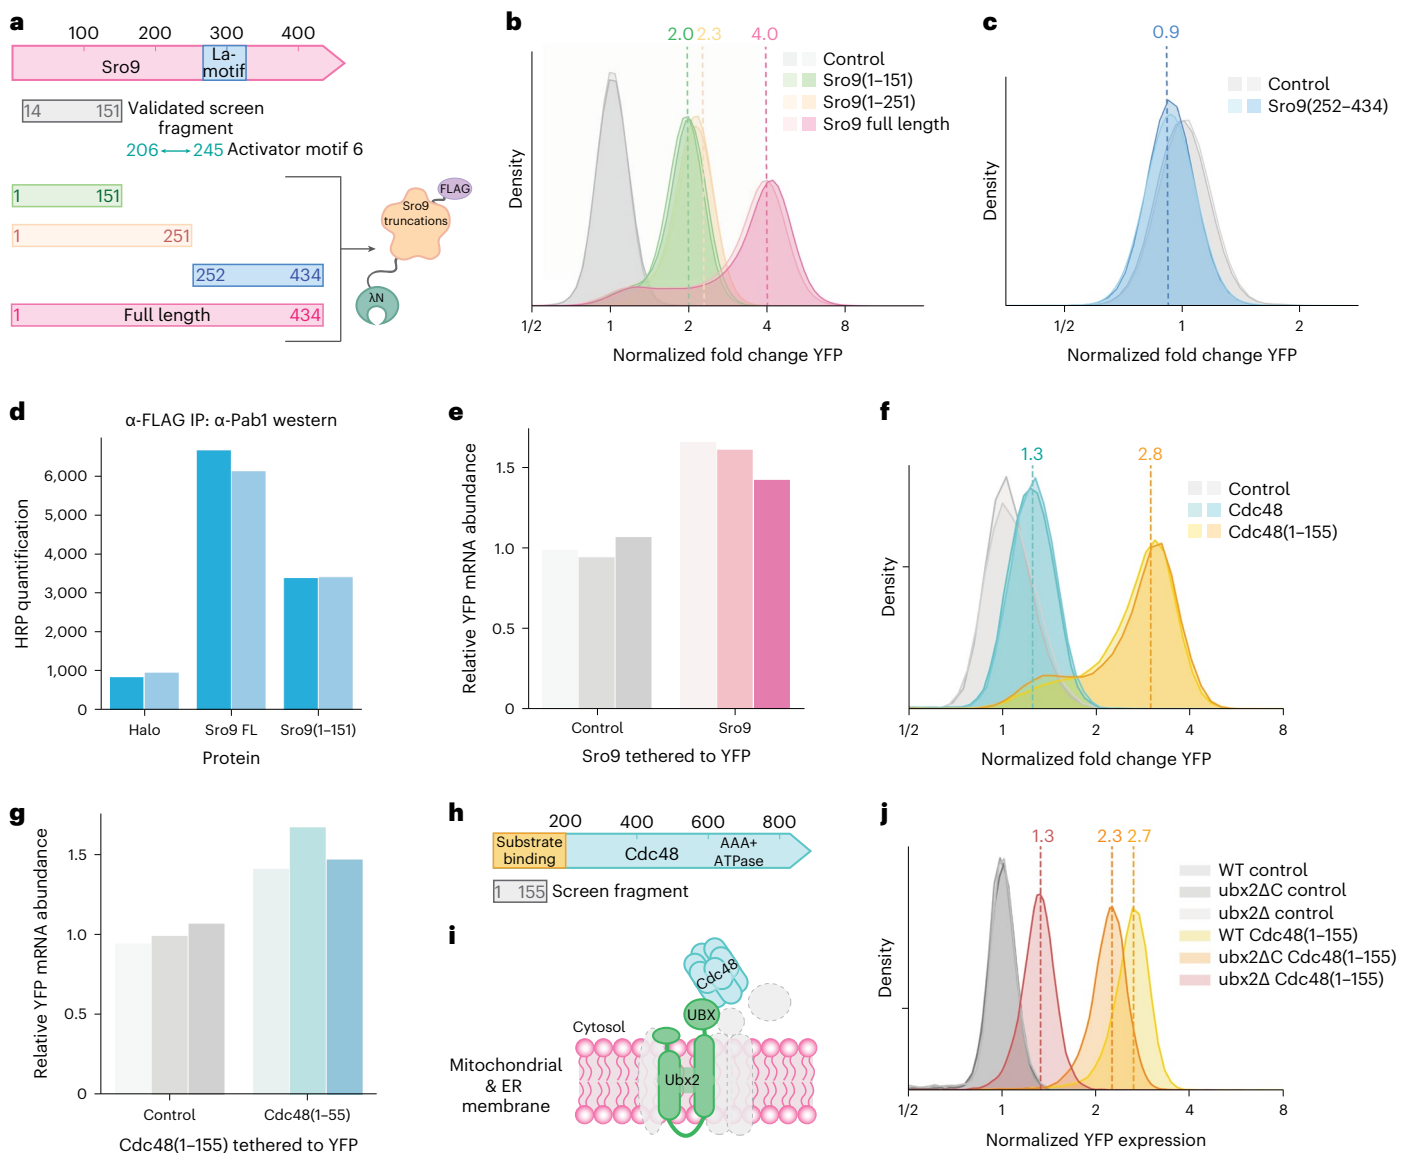 a
100 200 300 400
Sro9
La-
motif
14 151
Validated screen
fragment
206 245 Activator motif 6
1 151
1 251
252 434
1 Full length 434
FLAG
Sro9
truncations
λN
b
2.0 2.3 4.0
Control
Sro9(1–151)
Sro9(1–251)
Sro9 full length
Density
1/2 1 2 4 8
Normalized fold change YFP
c
0.9
Control
Sro9(252–434)
Density
1/2 1 2
Normalized fold change YFP
d
α-FLAG IP: α-Pab1 western
HRP quantification
6,000
5,000
4,000
3,000
2,000
1,000
0
Halo Sro9 FL Sro9(1–151)
Protein
e
Relative YFP mRNA abundance
1.5
1.0
0.5
0
Control Sro9
Sro9 tethered to YFP
f
1.3 2.8
Control
Cdc48
Cdc48(1–155)
Density
1/2 1 2 4 8
Normalized fold change YFP
g
Relative YFP mRNA abundance
1.5
1.0
0.5
0
Control Cdc48(1–55)
Cdc48(1–155) tethered to YFP
h
200 400 600 800
Substrate
binding
Cdc48
AAA+
ATPase
1 155 Screen fragment
i
Cdc48
UBX
Cytosol
Ubx2
Mitochondrial
& ER
membrane
j
1.3 2.3 2.7
WT control
ubx2ΔC control
ubx2Δ control
WT Cdc48(1–155)
ubx2ΔC Cdc48(1–155)
ubx2Δ Cdc48(1–155)
Density
1/2 1 2 4 8
Normalized YFP expression